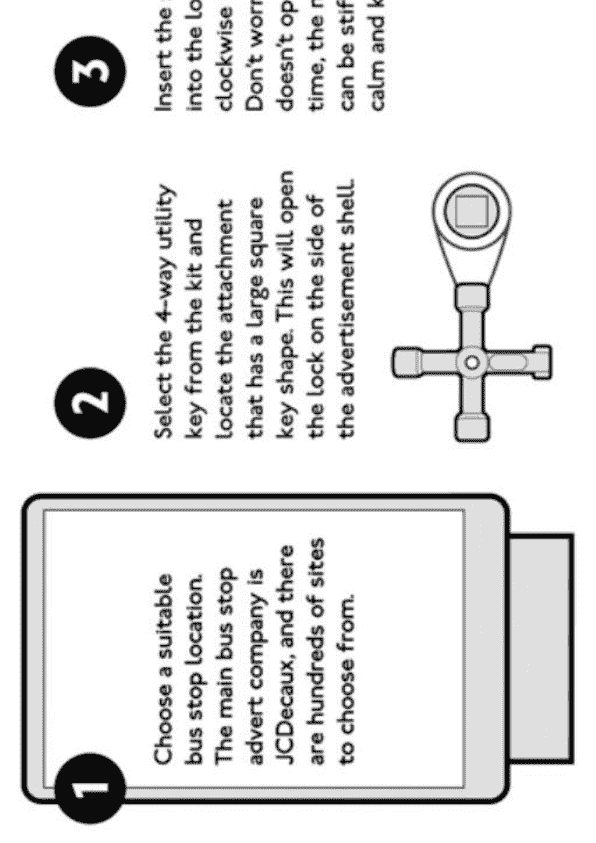 1
Choose a suitable
bus stop location.
The main bus stop
advert company is
JCDecaux, and there
are hundreds of sites
to choose from.
2
Select the 4-way utility
key from the kit and
locate the attachment
that has a large square
key shape. This will open
the lock on the side of
the advertisement shell.
3
Insert the
into the
clockwise
Don't
doesn't
time, the
can be
calm and